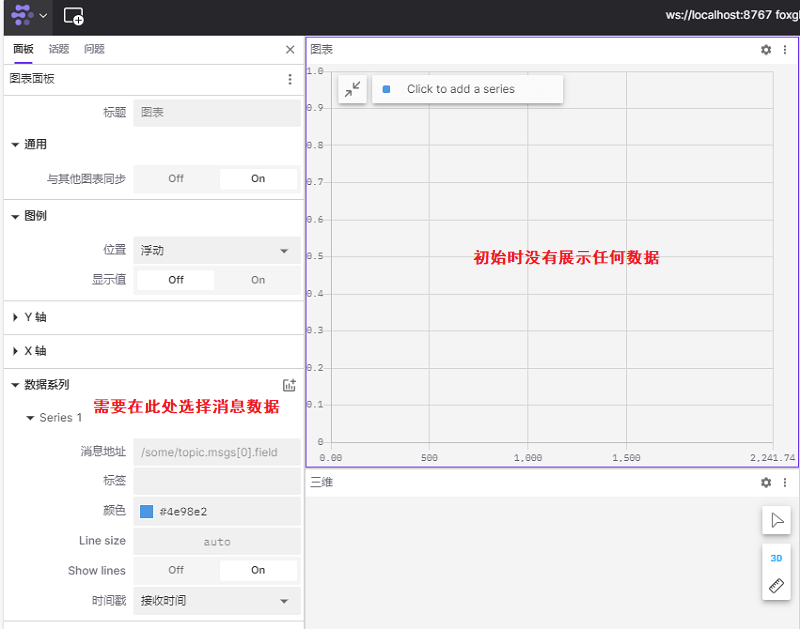 ws://localhost:8767 foxgl
面板 话题 问题
图表面板
标题 图表
通用
与其他图表同步 Off On
图例
位置 浮动
显示值 Off On
Y 轴
X 轴
数据系列
需要在此处选择消息数据
Series 1
消息地址 /some/topic.msgs[0].field
标签
颜色 #4e98e2
Line size auto
Show lines Off On
时间戳 接收时间
图表
Click to add a series
1.0
0.9
0.8
0.7
0.6
0.5
0.4
0.3
0.2
0.1
0
初始时没有展示任何数据
0.00 500 1,000 1,500 2,241.74
三维
3D